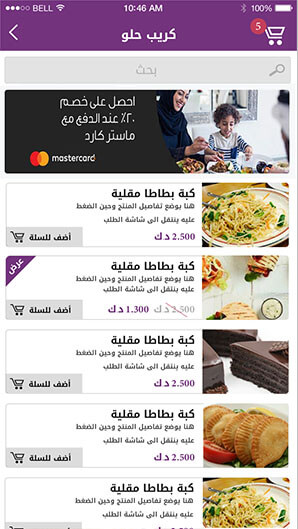 BELL
10:46 AM
100%
5
كريب حلو
بحث
احصل على خصم
٢٠٪ عند الدفع مع
ماستر كارد
mastercard
كبة بطاطا مقلية
هنا يوضع تفاصيل المنتج وحين الضغط
عليه ينتقل الى شاشة الطلب
2.500 د ك
أضف للسلة
عرض
كبة بطاطا مقلية
هنا يوضع تفاصيل المنتج وحين الضغط
عليه ينتقل الى شاشة الطلب
2.500 د ك 1.300 د ك
أضف للسلة
كبة بطاطا مقلية
هنا يوضع تفاصيل المنتج وحين الضغط
عليه ينتقل الى شاشة الطلب
2.500 د ك
أضف للسلة
كبة بطاطا مقلية
هنا يوضع تفاصيل المنتج وحين الضغط
عليه ينتقل الى شاشة الطلب
2.500 د ك
أضف للسلة
كبة بطاطا مقلية
هنا يوضع تفاصيل المنتج وحين الضغط
عليه ينتقل الى شاشة الطلب